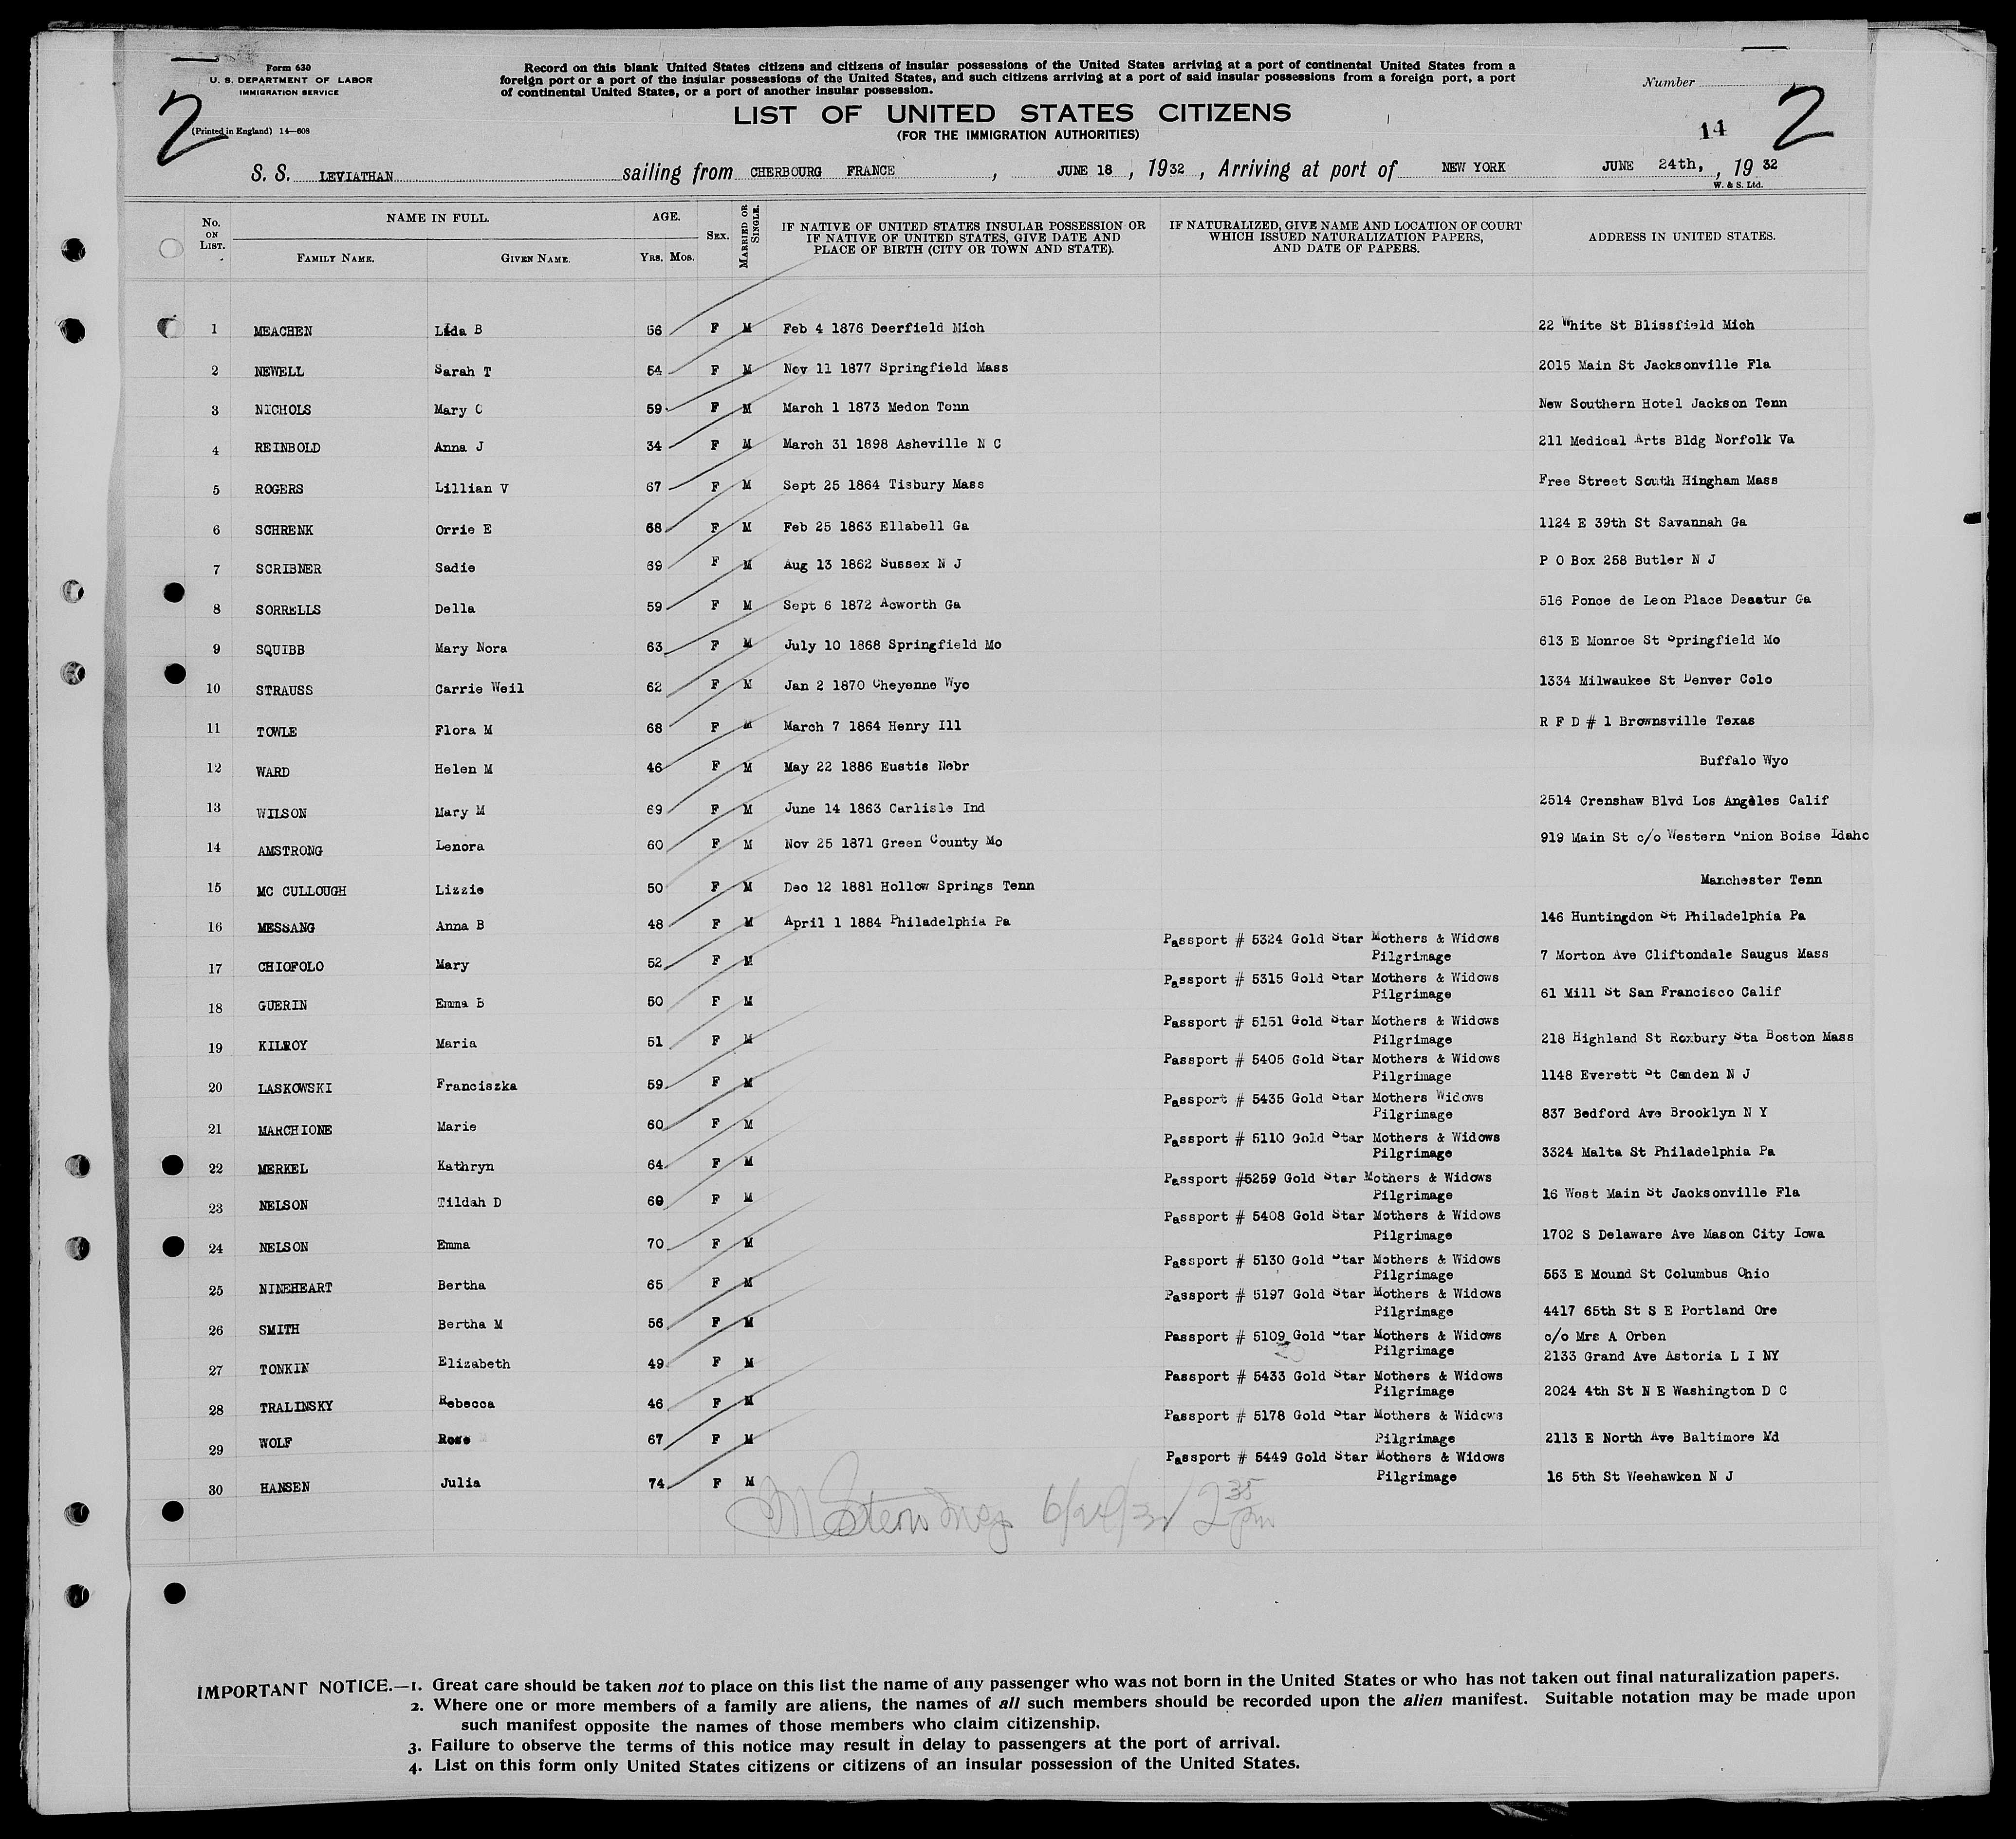 Form 630
U. S. DEPARTMENT OF LABOR
IMMIGRATION SERVICE
(Printed in England) 14—608
2
Record on this blank United States citizens and citizens of insular possessions of the United States arriving at a port of continental United States from a
foreign port or a port of the insular possessions of the United States, and such citizens arriving at a port of said insular possessions from a foreign port, a port
of continental United States, or a port of another insular possession.
LIST OF UNITED STATES CITIZENS
(FOR THE IMMIGRATION AUTHORITIES)
Number
14
2
S. S. LEVIATHAN sailing from CHERBOURG FRANCE , JUNE 18 , 1932 , Arriving at port of NEW YORK JUNE 24th, , 1932
W. & S. Ltd.
No. ON LIST. NAME IN FULL. FAMILY NAME. GIVEN NAME. AGE. YRS. MOS. SEX. MARRIED OR SINGLE. IF NATIVE OF UNITED STATES INSULAR POSSESSION OR IF NATIVE OF UNITED STATES, GIVE DATE AND PLACE OF BIRTH (CITY OR TOWN AND STATE). IF NATURALIZED, GIVE NAME AND LOCATION OF COURT WHICH ISSUED NATURALIZATION PAPERS, AND DATE OF PAPERS. ADDRESS IN UNITED STATES.
1 MEACHEN Lida B 56 F M Feb 4 1876 Deerfield Mich 22 White St Blissfield Mich
2 NEWELL Sarah T 54 F M Nov 11 1877 Springfield Mass 2015 Main St Jacksonville Fla
3 NICHOLS Mary C 59 F M March 1 1873 Medon Tenn New Southern Hotel Jackson Tenn
4 REINBOLD Anna J 34 F M March 31 1898 Asheville N C 211 Medical Arts Bldg Norfolk Va
5 ROGERS Lillian V 67 F M Sept 25 1864 Tisbury Mass Free Street South Hingham Mass
6 SCHRENK Orrie E 68 F M Feb 25 1863 Ellabell Ga 1124 E 39th St Savannah Ga
7 SCRIBNER Sadie 69 F M Aug 13 1862 Sussex N J P O Box 258 Butler N J
8 SORRELLS Della 59 F M Sept 6 1872 Acworth Ga 516 Ponce de Leon Place Deaatur Ga
9 SQUIBB Mary Nora 63 F M July 10 1868 Springfield Mo 613 E Monroe St Springfield Mo
10 STRAUSS Carrie Weil 62 F M Jan 2 1870 Cheyenne Wyo 1334 Milwaukee St Denver Colo
11 TOWLE Flora M 68 F M March 7 1864 Henry Ill R F D # 1 Brownsville Texas
12 WARD Helen M 46 F M May 22 1886 Eustis Nebr Buffalo Wyo
13 WILSON Mary M 69 F M June 14 1863 Carlisle Ind 2514 Crenshaw Blvd Los Angeles Calif
14 AMSTRONG Lenora 60 F M Nov 25 1871 Green County Mo 919 Main St c/o Western Union Boise Idaho
15 MC CULLOUGH Lizzie 50 F M Dec 12 1881 Hollow Springs Tenn Manchester Tenn
16 MESSANG Anna B 48 F M April 1 1884 Philadelphia Pa 146 Huntingdon St Philadelphia Pa
Passport # 5324 Gold Star Mothers & Widows
17 CHIOFOLO Mary 52 F M Pilgrimage 7 Morton Ave Cliftondale Saugus Mass
Passport # 5315 Gold Star Mothers & Widows
18 GUERIN Emma B 50 F M Pilgrimage 61 Mill St San Francisco Calif
Passport # 5151 Gold Star Mothers & Widows
19 KILROY Maria 51 F M Pilgrimage 218 Highland St Roxbury Sta Boston Mass
Passport # 5405 Gold Star Mothers & Widows
20 LASKOWSKI Franciszka 59 F M Pilgrimage 1148 Everett St Camden N J
Passport # 5435 Gold Star Mothers Widows
21 MARCHIONE Marie 60 F M Pilgrimage 837 Bedford Ave Brooklyn N Y
Passport # 5110 Gold Star Mothers & Widows
22 MERKEL Kathryn 64 F M Pilgrimage 3324 Malta St Philadelphia Pa
Passport #5259 Gold Star Mothers & Widows
23 NELSON Tildah D 60 F M Pilgrimage 16 West Main St Jacksonville Fla
Passport # 5408 Gold Star Mothers & Widows
24 NELSON Emma 70 F M Pilgrimage 1702 S Delaware Ave Mason City Iowa
Passport # 5130 Gold Star Mothers & Widows
25 NINEHEART Bertha 65 F M Pilgrimage 553 E Mound St Columbus Ohio
Passport # 5197 Gold Star Mothers & Widows
26 SMITH Bertha M 56 F M Pilgrimage 4417 65th St S E Portland Ore
Passport # 5109 Gold Star Mothers & Widows c/o Mrs A Orben
27 TONKIN Elizabeth 49 F M Pilgrimage 2133 Grand Ave Astoria L I NY
Passport # 5433 Gold Star Mothers & Widows
28 TRALINSKY Rebecca 46 F M Pilgrimage 2024 4th St N E Washington D C
Passport # 5178 Gold Star Mothers & Widows
29 WOLF Rose 67 F M Pilgrimage 2113 E North Ave Baltimore Md
Passport # 5449 Gold Star Mothers & Widows
30 HANSEN Julia 74 F M Pilgrimage 16 5th St Weehawken N J
6/24/32 2 35 pm
IMPORTANT NOTICE.—1. Great care should be taken not to place on this list the name of any passenger who was not born in the United States or who has not taken out final naturalization papers.
2. Where one or more members of a family are aliens, the names of all such members should be recorded upon the alien manifest. Suitable notation may be made upon
such manifest opposite the names of those members who claim citizenship.
3. Failure to observe the terms of this notice may result in delay to passengers at the port of arrival.
4. List on this form only United States citizens or citizens of an insular possession of the United States.